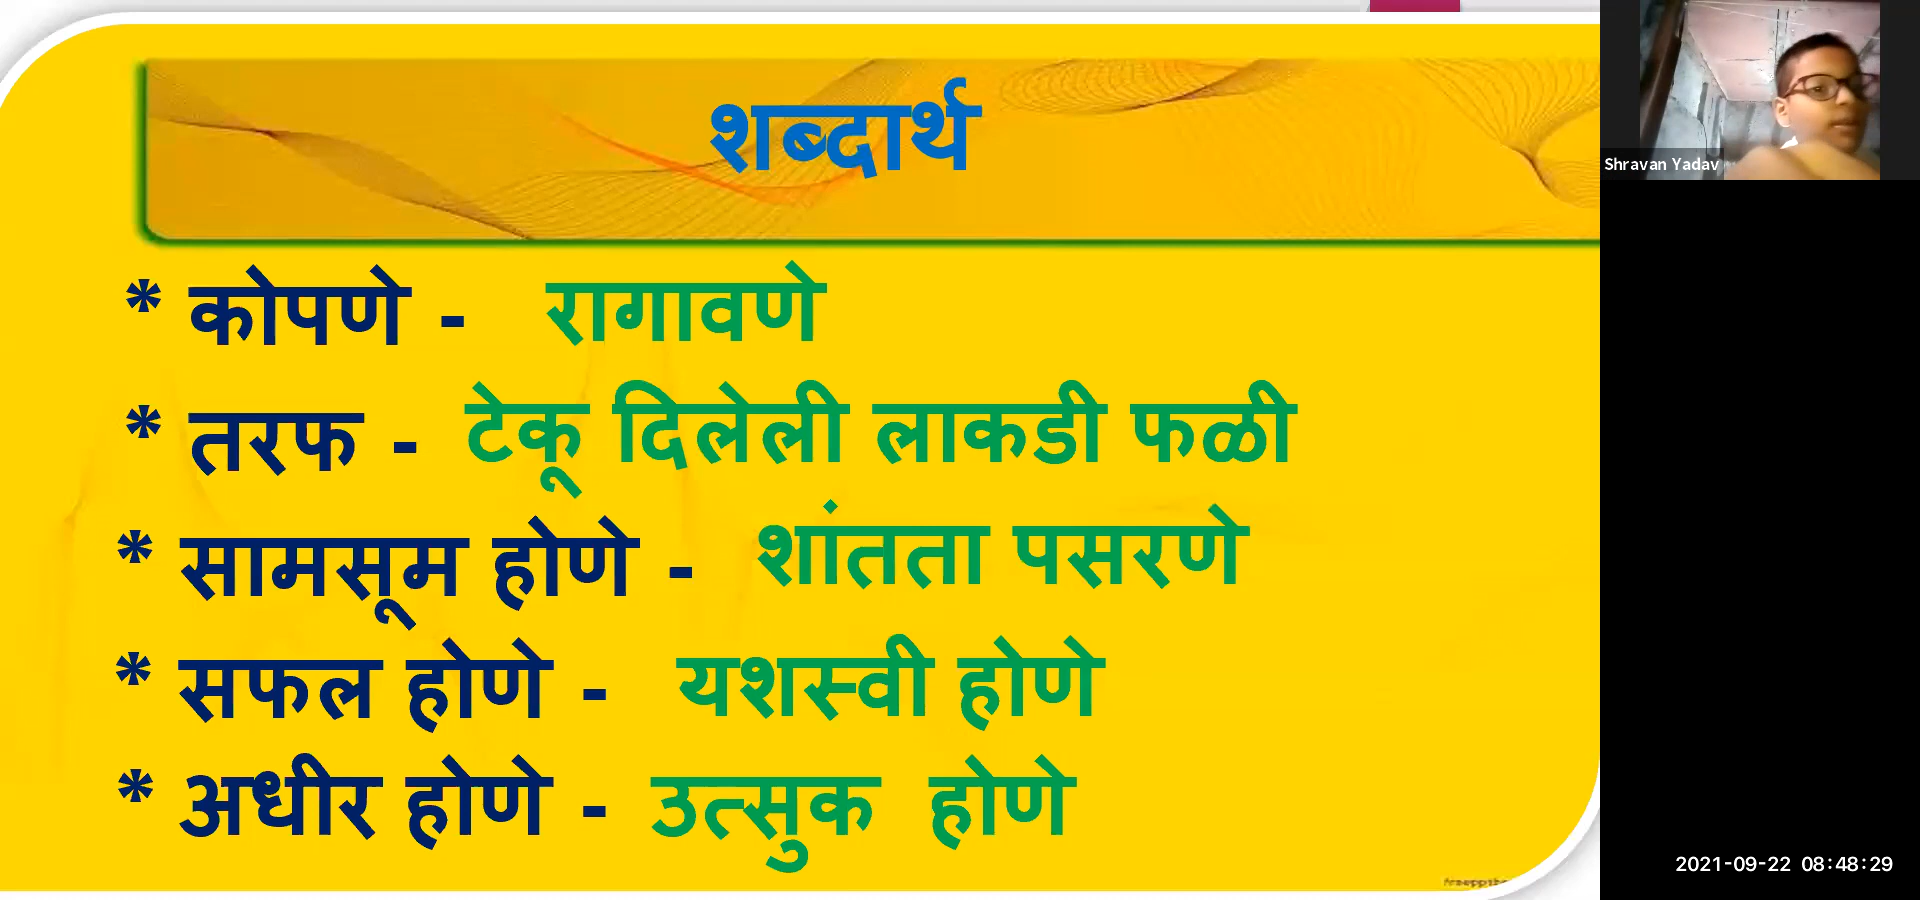 शब्दार्थ
* कोपणे - रागावणे
* तरफ - टेकू दिलेली लाकडी फळी
* सामसूम होणे - शांतता पसरणे
* सफल होणे - यशस्वी होणे
* अधीर होणे - उत्सुक होणे
Shravan Yadav
2021-09-22 08:48:29